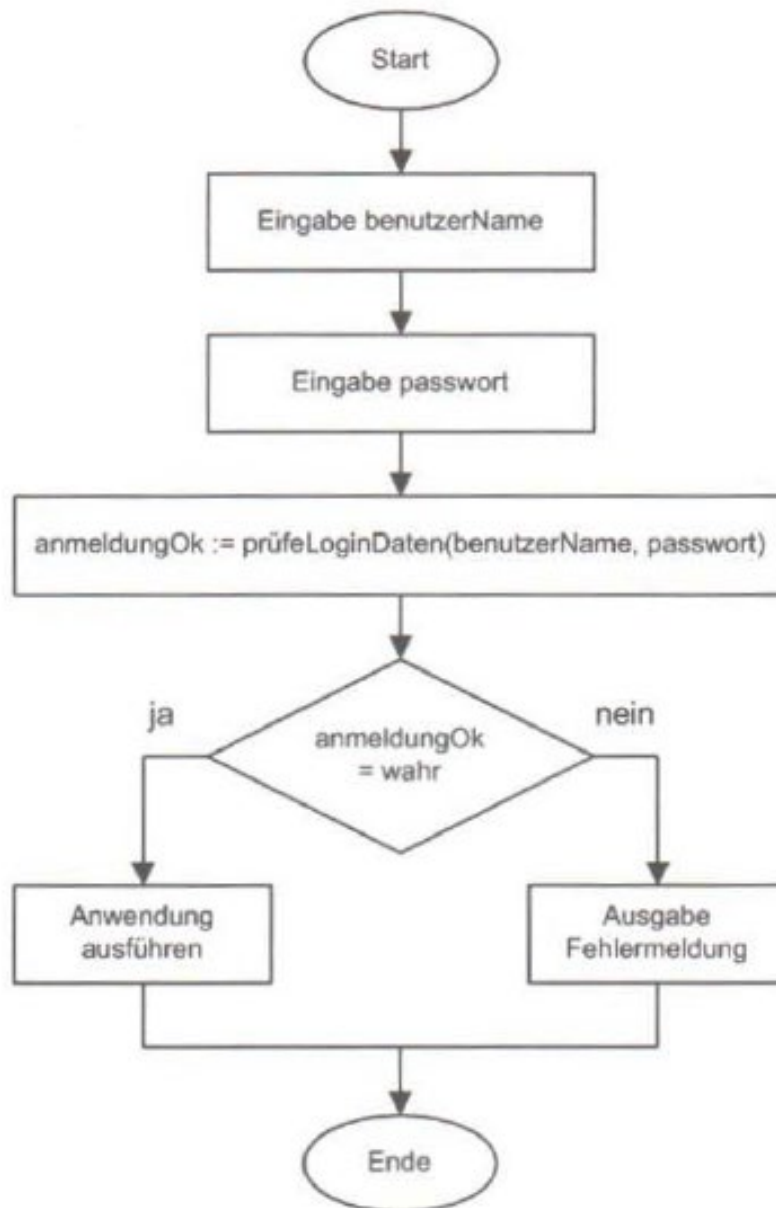 Start
Eingabe benutzerName
Eingabe passwort
anmeldungOk := prüfeLoginDaten(benutzerName, passwort)
ja
nein
anmeldungOk
= wahr
Anwendung
ausführen
Ausgabe
Fehlermeldung
Ende